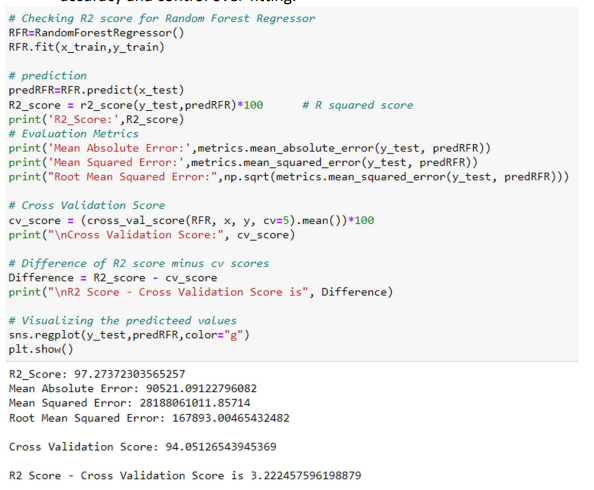 accuracy and control over-fitting.
# Checking R2 score for Random Forest Regressor
RFR=RandomForestRegressor()
RFR.fit(x_train,y_train)
# prediction
predRFR=RFR.predict(x_test)
R2_score = r2_score(y_test,predRFR)*100      # R squared score
print('R2_Score:',R2_score)
# Evaluation Metrics
print('Mean Absolute Error:',metrics.mean_absolute_error(y_test, predRFR))
print('Mean Squared Error:',metrics.mean_squared_error(y_test, predRFR))
print("Root Mean Squared Error:",np.sqrt(metrics.mean_squared_error(y_test, predRFR)))
# Cross Validation Score
cv_score = (cross_val_score(RFR, x, y, cv=5).mean())*100
print("\nCross Validation Score:", cv_score)
# Difference of R2 score minus cv scores
Difference = R2_score - cv_score
print("\nR2 Score - Cross Validation Score is", Difference)
# Visualizing the predicteed values
sns.regplot(y_test,predRFR,color="g")
plt.show()
R2_Score: 97.27372303565257
Mean Absolute Error: 90521.09122796082
Mean Squared Error: 28188061011.85714
Root Mean Squared Error: 167893.00465432482
Cross Validation Score: 94.05126543945369
R2 Score - Cross Validation Score is 3.222457596198879